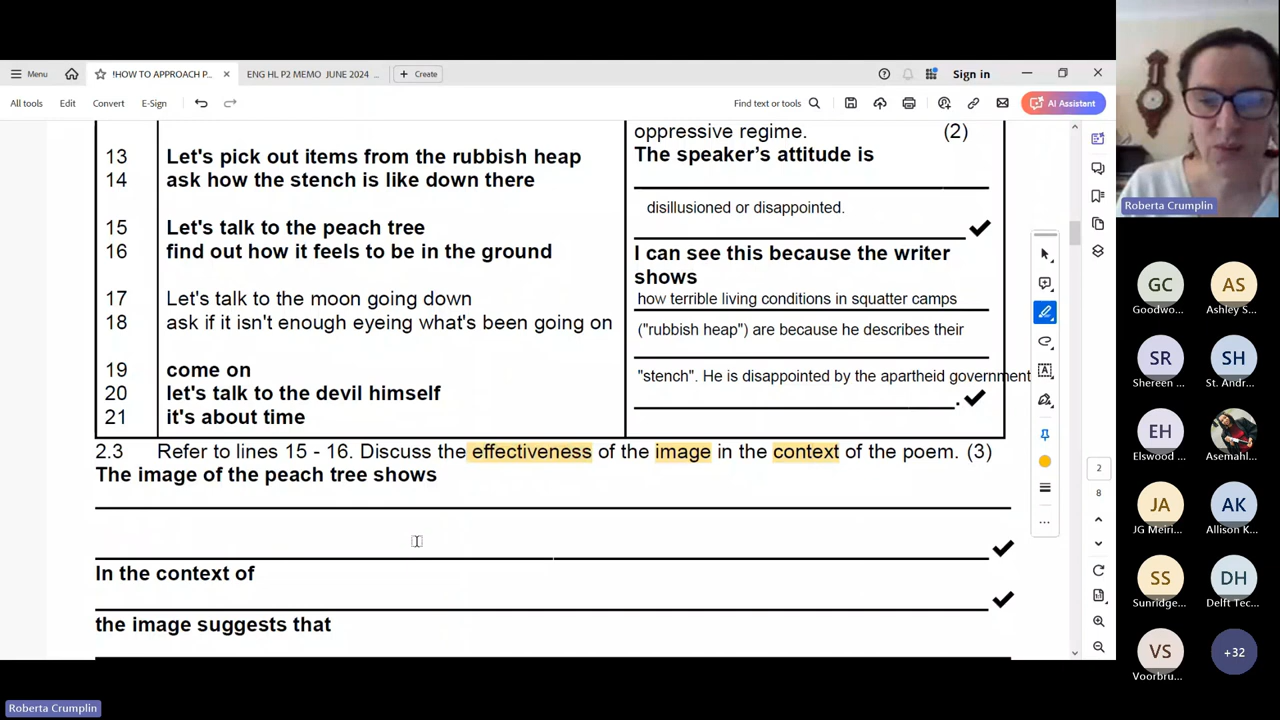 Menu
!HOW TO APPROACH P...
ENG HL P2 MEMO JUNE 2024 ...
+ Create
Sign in
All tools
Edit
Convert
E-Sign
Find text or tools
AI Assistant
oppressive regime. (2)
13 Let's pick out items from the rubbish heap
14 ask how the stench is like down there
15 Let's talk to the peach tree
16 find out how it feels to be in the ground
17 Let's talk to the moon going down
18 ask if it isn't enough eyeing what's been going on
19 come on
20 let's talk to the devil himself
21 it's about time
The speaker's attitude is
disillusioned or disappointed.
I can see this because the writer
shows
how terrible living conditions in squatter camps
("rubbish heap") are because he describes their
"stench". He is disappointed by the apartheid government
.
2.3 Refer to lines 15 - 16. Discuss the effectiveness of the image in the context of the poem. (3)
The image of the peach tree shows
In the context of
the image suggests that
2
8
Roberta Crumplin
GC
Goodwo...
AS
Ashley S...
SR
Shereen ...
SH
St. Andr...
EH
Elswood ...
Asemahl...
JA
JG Meiri...
AK
Allison K...
SS
Sunridge...
DH
Delft Tec...
VS
Voorbru...
+32
Roberta Crumplin